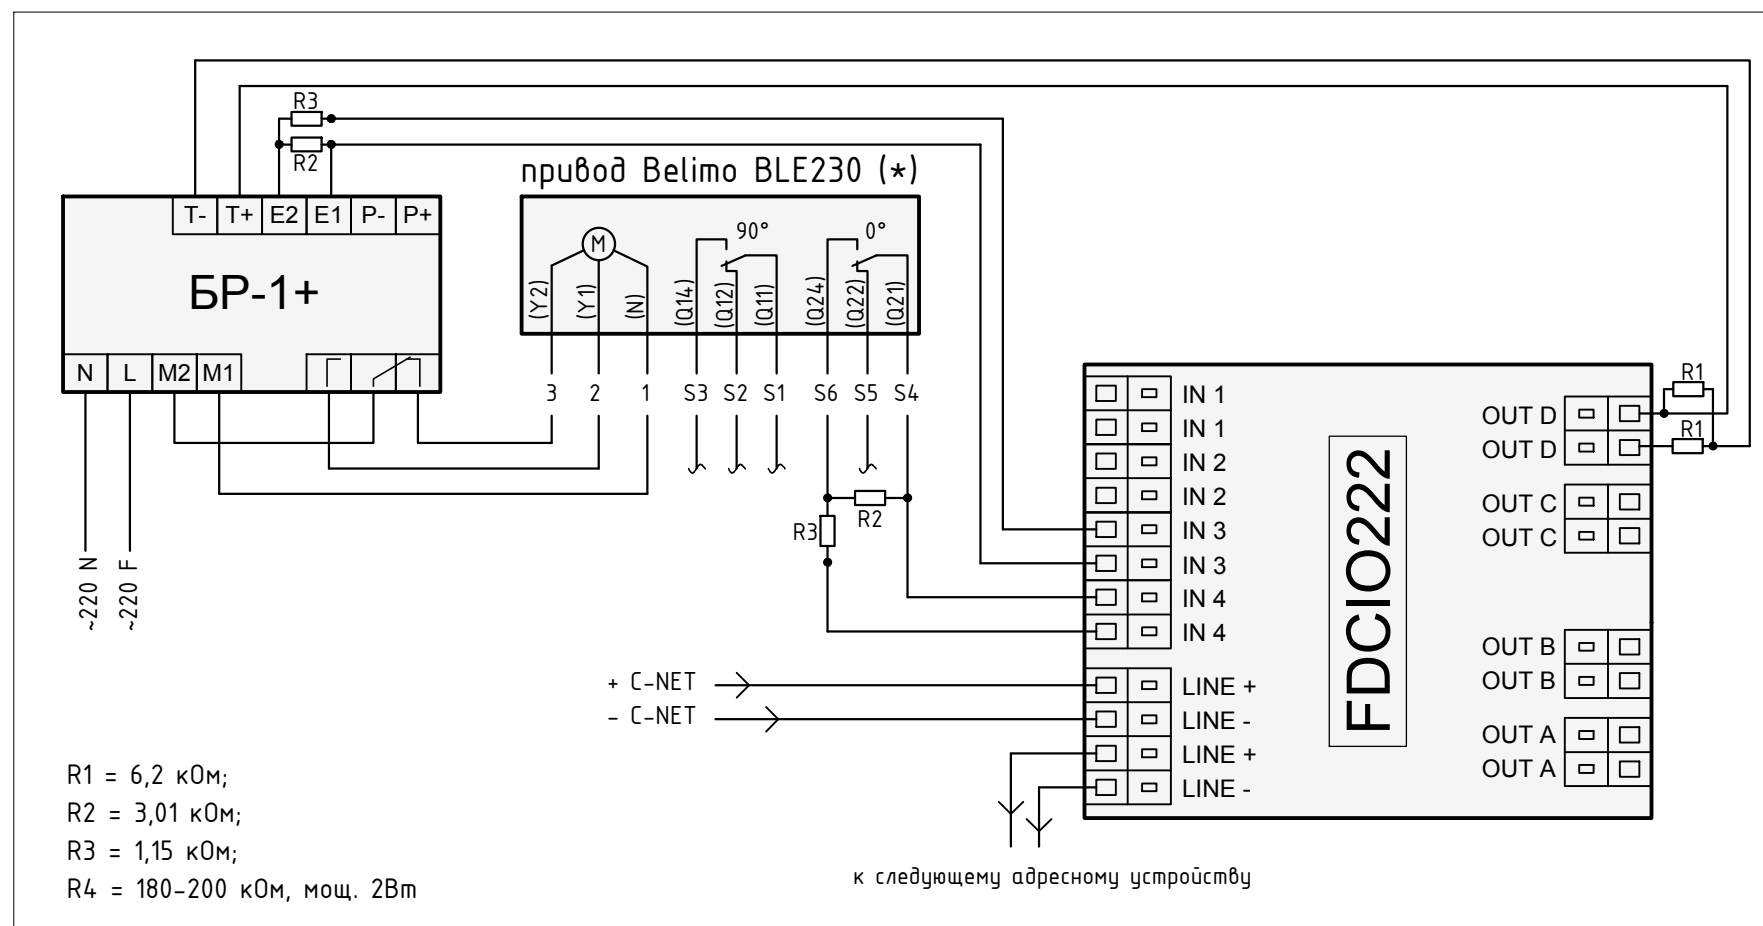 R3
R2
привод Belimo BLE230 (*)
T- T+ E2 E1 P- P+
БР-1+
N L M2 M1
M
90°
0°
(Y2) (Y1) (N) (Q14) (Q12) (Q11) (Q24) (Q22) (Q21)
3 2 1 S3 S2 S1 S6 S5 S4
R2
R3
~220 N
~220 F
IN 1
IN 1
IN 2
IN 2
IN 3
IN 3
IN 4
IN 4
LINE +
LINE -
LINE +
LINE -
FDCIO222
OUT D
OUT D
OUT C
OUT C
OUT B
OUT B
OUT A
OUT A
R1
R1
+ C-NET
- C-NET
к следующему адресному устройству
R1 = 6,2 кОм;
R2 = 3,01 кОм;
R3 = 1,15 кОм;
R4 = 180-200 кОм, мощ. 2Вт